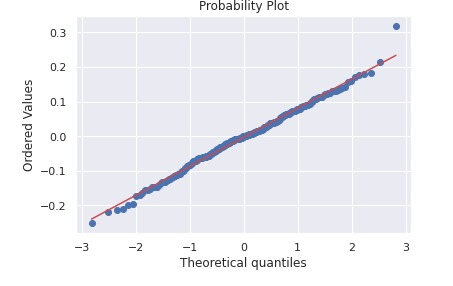 Probability Plot
0.3
0.2
0.1
0.0
−0.1
−0.2
Ordered Values
−3 −2 −1 0 1 2 3
Theoretical quantiles